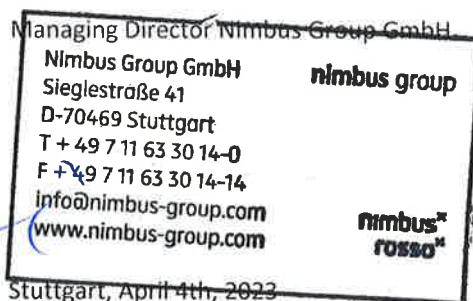 Managing Director Nimbus Group GmbH
Nimbus Group GmbH
nimbus group
Sieglestraße 41
D-70469 Stuttgart
T + 49 7 11 63 30 14-0
F + 49 7 11 63 30 14-14
info@nimbus-group.com
www.nimbus-group.com
nimbus*
rosso*
Stuttgart, April 4th, 2023